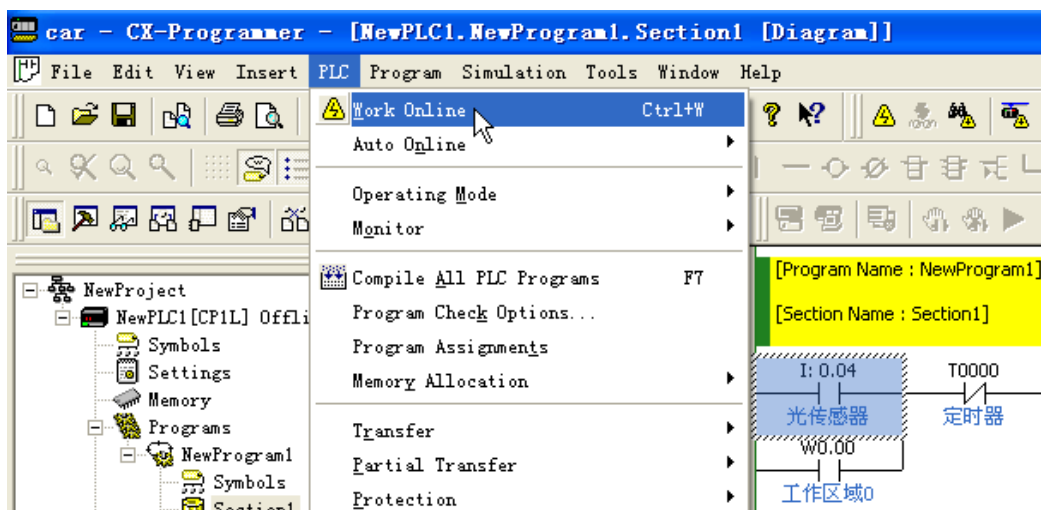 car - CX-Programmer - [NewPLC1.NewProgram1.Section1 [Diagram]]
File Edit View Insert PLC Program Simulation Tools Window Help
Work Online Ctrl+W
Auto Online
Operating Mode
Monitor
Compile All PLC Programs F7
Program Check Options...
Program Assignments
Memory Allocation
Transfer
Partial Transfer
Protection
NewProject
NewPLC1[CP1L] Offli
Symbols
Settings
Memory
Programs
NewProgram1
Symbols
Section1
[Program Name : NewProgram1]
[Section Name : Section1]
I: 0.04 T0000
光传感器 定时器
W0.00
工作区域0